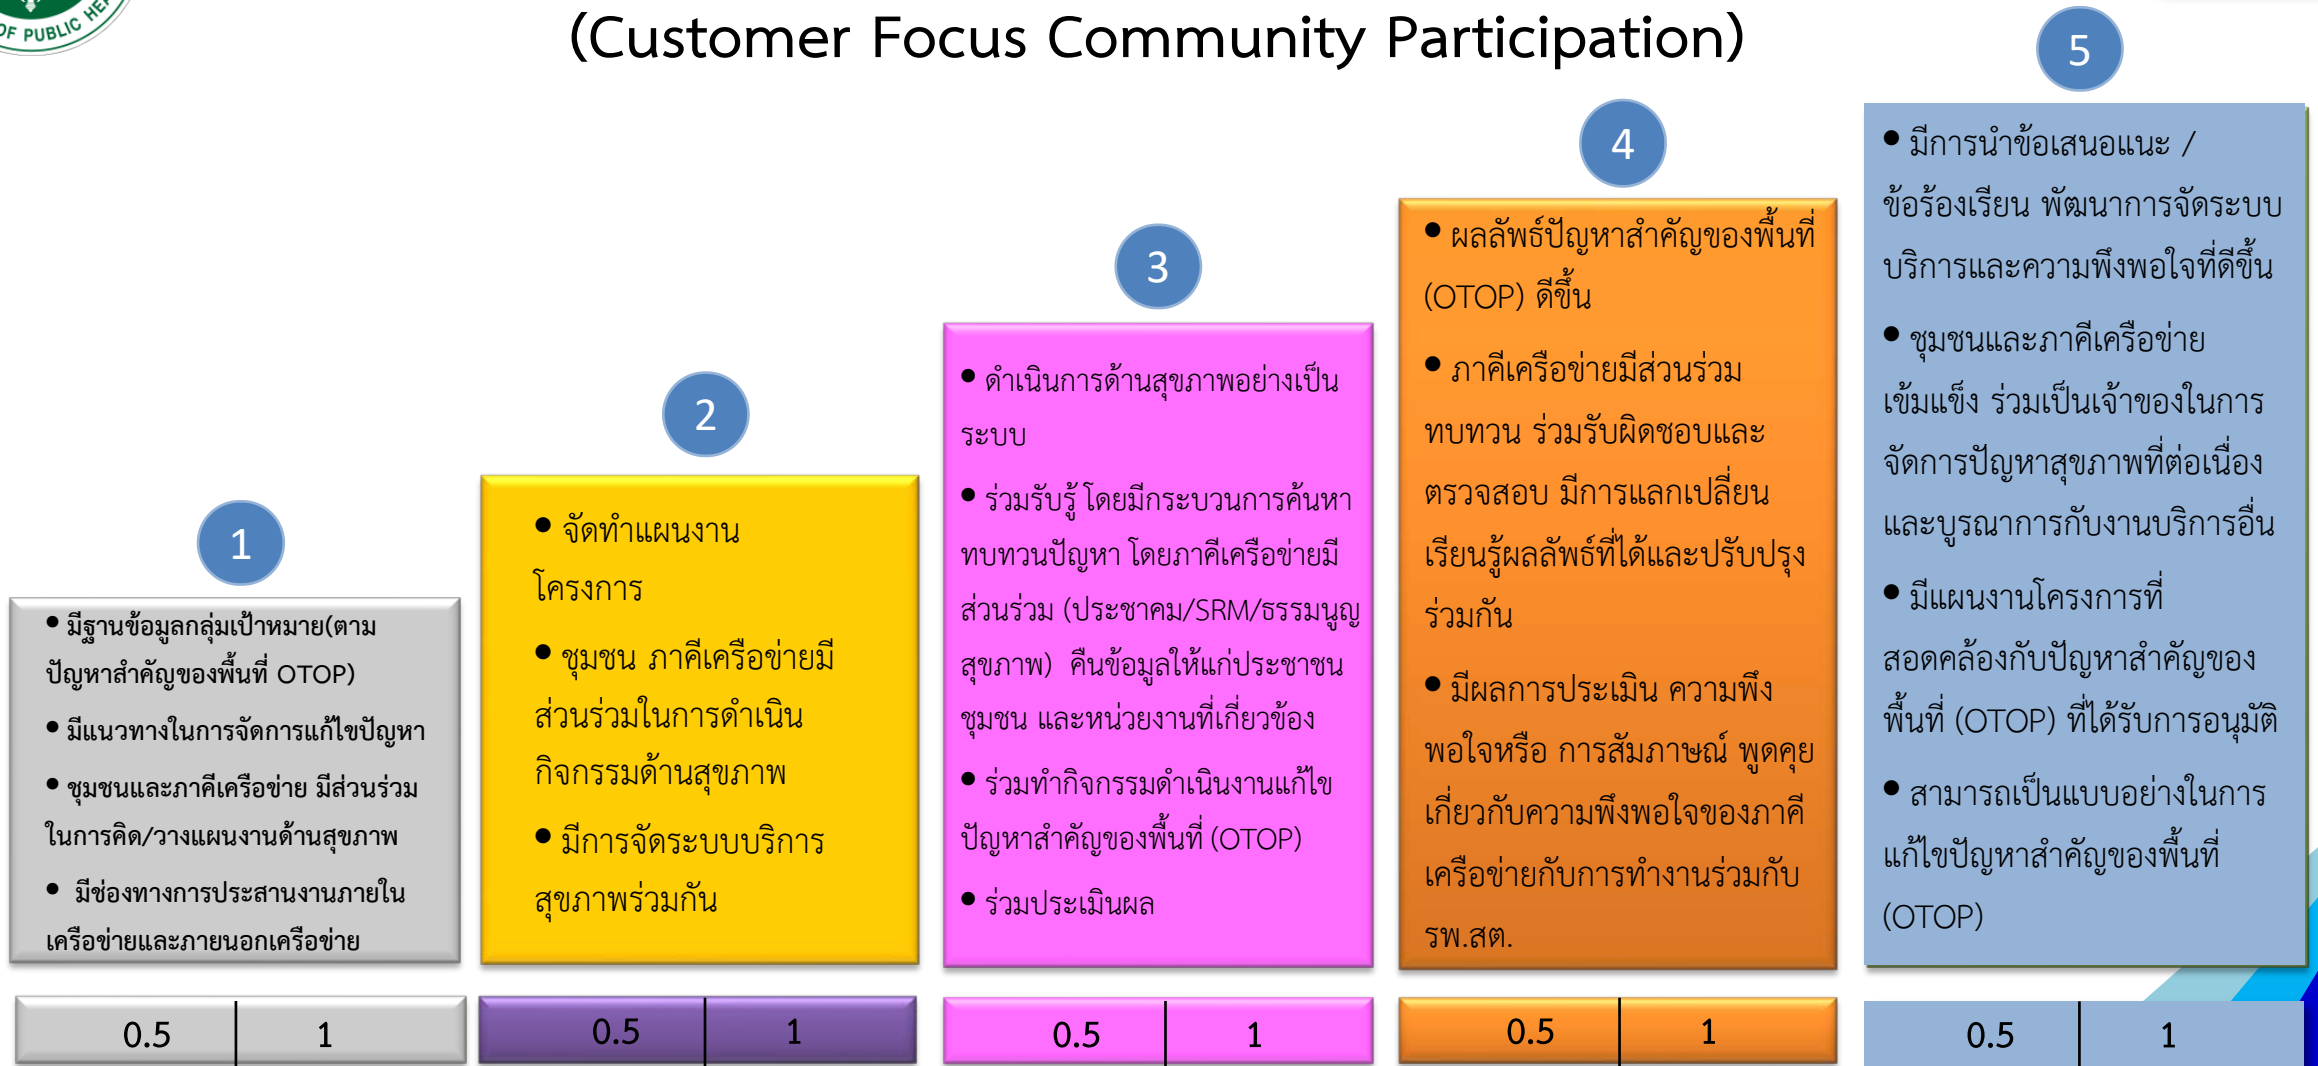 OF PUBLIC
(Customer Focus Community Participation)
1
• มีฐานข้อมูลกลุ่มเป้าหมาย(ตาม
ปัญหาสำคัญของพื้นที่ OTOP)
• มีแนวทางในการจัดการแก้ไขปัญหา
• ชุมชนและภาคีเครือข่าย มีส่วนร่วม
ในการคิด/วางแผนงานด้านสุขภาพ
• มีช่องทางการประสานงานภายใน
เครือข่ายและภายนอกเครือข่าย
0.5 1
2
• จัดทำแผนงาน
โครงการ
• ชุมชน ภาคีเครือข่ายมี
ส่วนร่วมในการดำเนิน
กิจกรรมด้านสุขภาพ
• มีการจัดระบบบริการ
สุขภาพร่วมกัน
0.5 1
3
• ดำเนินการด้านสุขภาพอย่างเป็น
ระบบ
• ร่วมรับรู้ โดยมีกระบวนการค้นหา
ทบทวนปัญหา โดยภาคีเครือข่ายมี
ส่วนร่วม (ประชาคม/SRM/ธรรมนูญ
สุขภาพ) คืนข้อมูลให้แก่ประชาชน
ชุมชน และหน่วยงานที่เกี่ยวข้อง
• ร่วมทำกิจกรรมดำเนินงานแก้ไข
ปัญหาสำคัญของพื้นที่ (OTOP)
• ร่วมประเมินผล
0.5 1
4
• ผลลัพธ์ปัญหาสำคัญของพื้นที่
(OTOP) ดีขึ้น
• ภาคีเครือข่ายมีส่วนร่วม
ทบทวน ร่วมรับผิดชอบและ
ตรวจสอบ มีการแลกเปลี่ยน
เรียนรู้ผลลัพธ์ที่ได้และปรับปรุง
ร่วมกัน
• มีผลการประเมิน ความพึง
พอใจหรือ การสัมภาษณ์ พูดคุย
เกี่ยวกับความพึงพอใจของภาคี
เครือข่ายกับการทำงานร่วมกับ
รพ.สต.
0.5 1
5
• มีการนำข้อเสนอแนะ /
ข้อร้องเรียน พัฒนาการจัดระบบ
บริการและความพึงพอใจที่ดีขึ้น
• ชุมชนและภาคีเครือข่าย
เข้มแข็ง ร่วมเป็นเจ้าของในการ
จัดการปัญหาสุขภาพที่ต่อเนื่อง
และบูรณาการกับงานบริการอื่น
• มีแผนงานโครงการที่
สอดคล้องกับปัญหาสำคัญของ
พื้นที่ (OTOP) ที่ได้รับการอนุมัติ
• สามารถเป็นแบบอย่างในการ
แก้ไขปัญหาสำคัญของพื้นที่
(OTOP)
0.5 1